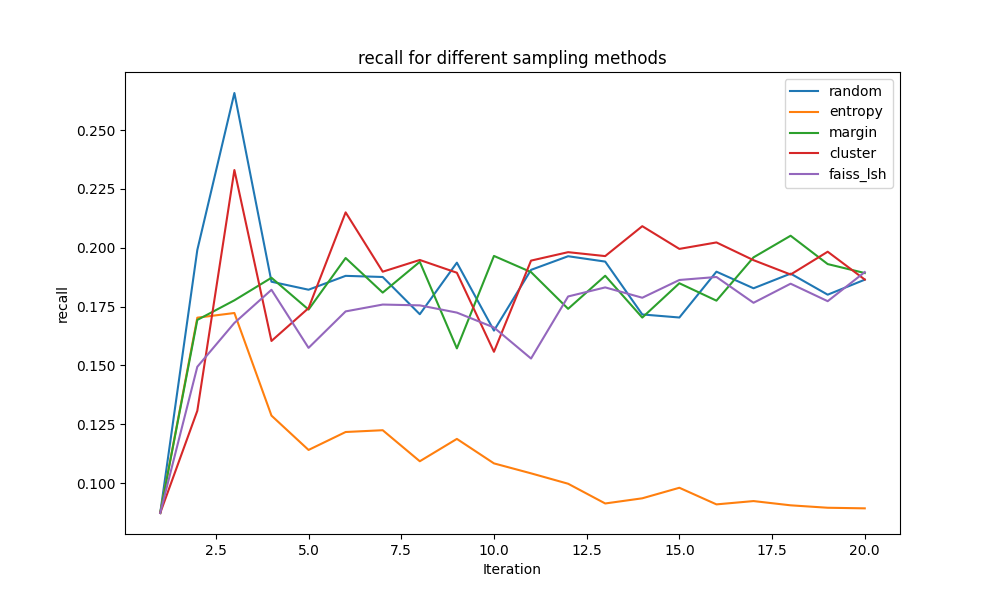 recall for different sampling methods
random
entropy
margin
cluster
faiss_lsh
0.250
0.225
0.200
0.175
0.150
0.125
0.100
recall
2.5 5.0 7.5 10.0 12.5 15.0 17.5 20.0
Iteration